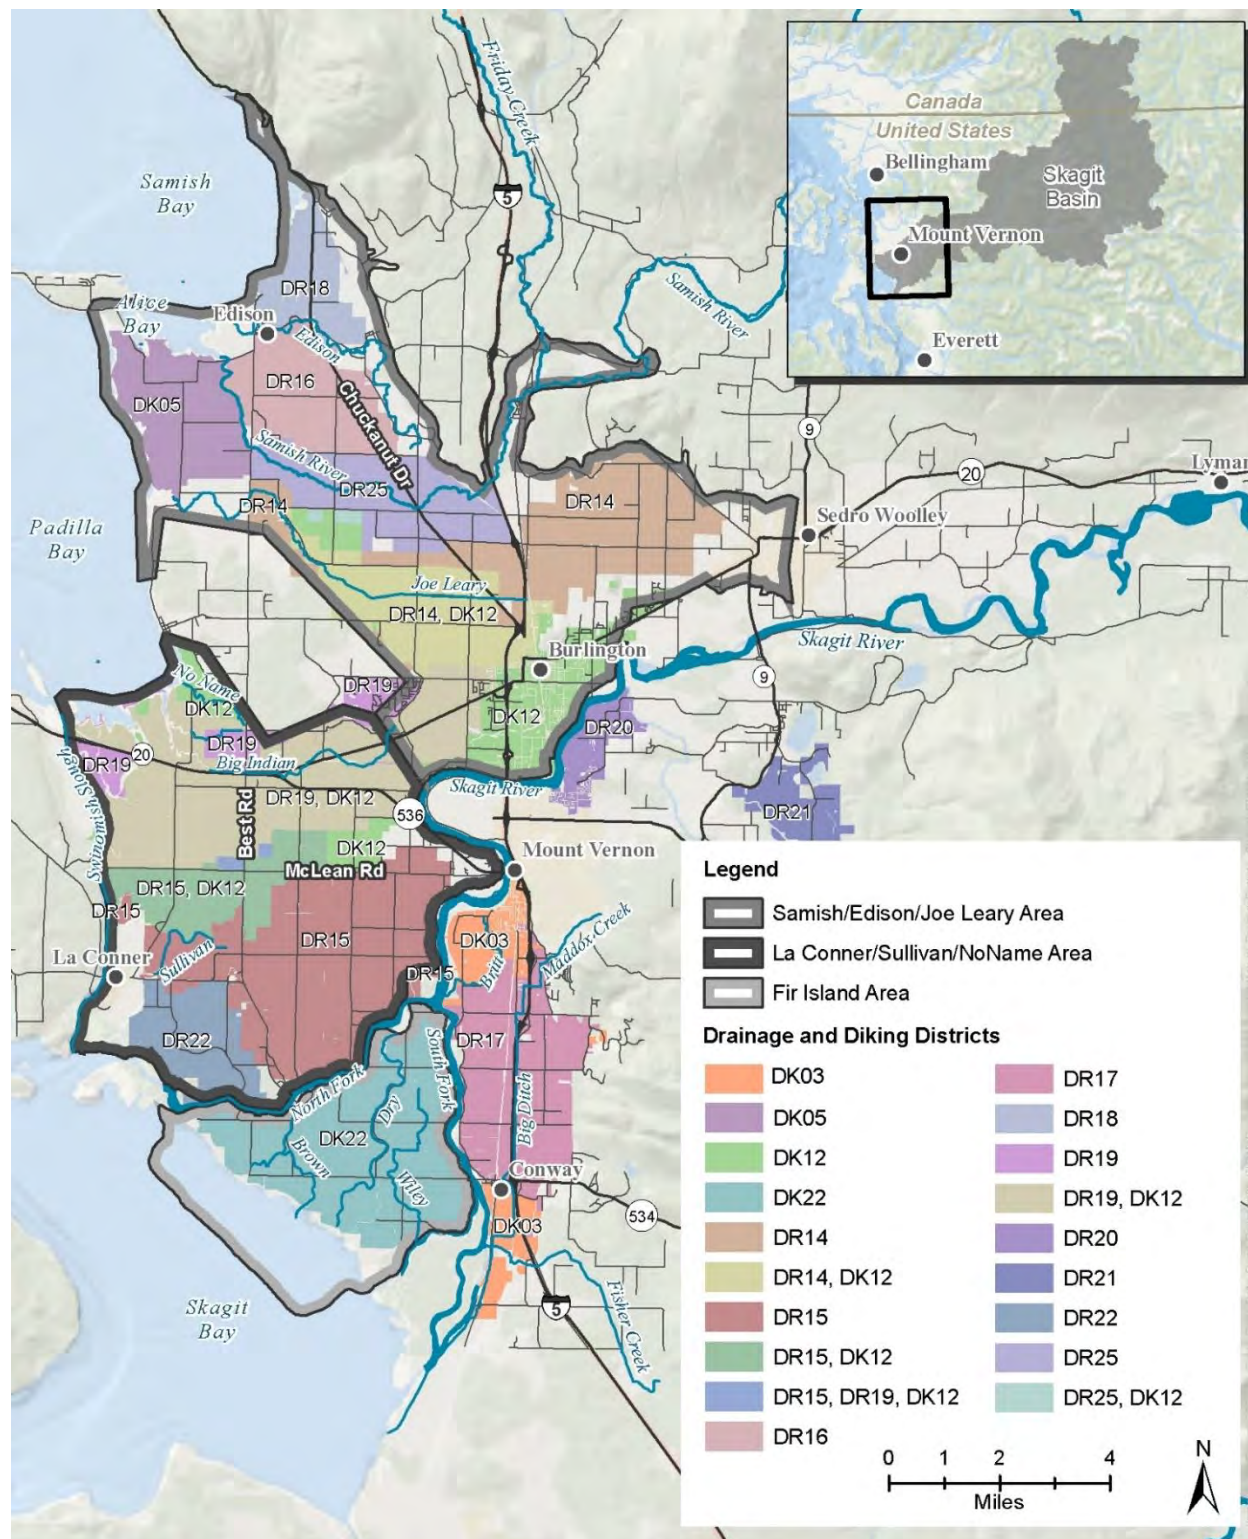 Friday Creek
5
Samish
Bay
Canada
United States
Bellingham
Skagit
Basin
Mount Vernon
Everett
Samish River
DR18
Alice
Bay
Edison
Edison
DR16
DK05
Chuckanut Dr
9
20
Lyman
Samish River
DR25
DR14
DR14
Sedro Woolley
Padilla
Bay
Joe Leary
DR14, DK12
Skagit River
Burlington
No Name
DK12
DR19
9
DK12
DR20
DR19
20
DR19
Big Indian
Skagit River
Swinomish Slough
DR19, DK12
536
DR21
Best Rd
DK12
McLean Rd
Mount Vernon
DR15, DK12
DR15
DR15
DK03
Maddox Creek
Sullivan
La Conner
DR15
Britt
DR22
DR17
North Fork
South Fork
Dry
Big Ditch
DK22
Brown
Wiley
Conway
DK03
534
Skagit
Bay
5
Fisher Creek
Legend
Samish/Edison/Joe Leary Area
La Conner/Sullivan/NoName Area
Fir Island Area
Drainage and Diking Districts
DK03
DK05
DK12
DK22
DR14
DR14, DK12
DR15
DR15, DK12
DR15, DR19, DK12
DR16
DR17
DR18
DR19
DR19, DK12
DR20
DR21
DR22
DR25
DR25, DK12
0 1 2 4
Miles
N